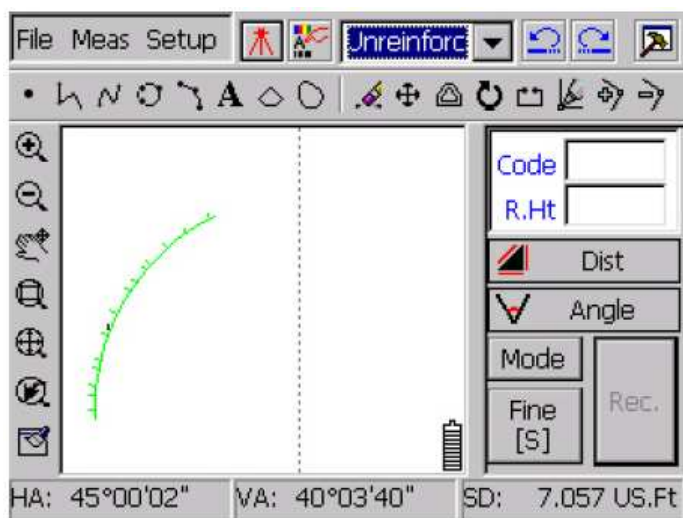 File Meas Setup Unreinforc
A
Code
R.Ht
Dist
Angle
Mode
Rec.
Fine
[S]
HA: 45°00'02" VA: 40°03'40" SD: 7.057 US.Ft